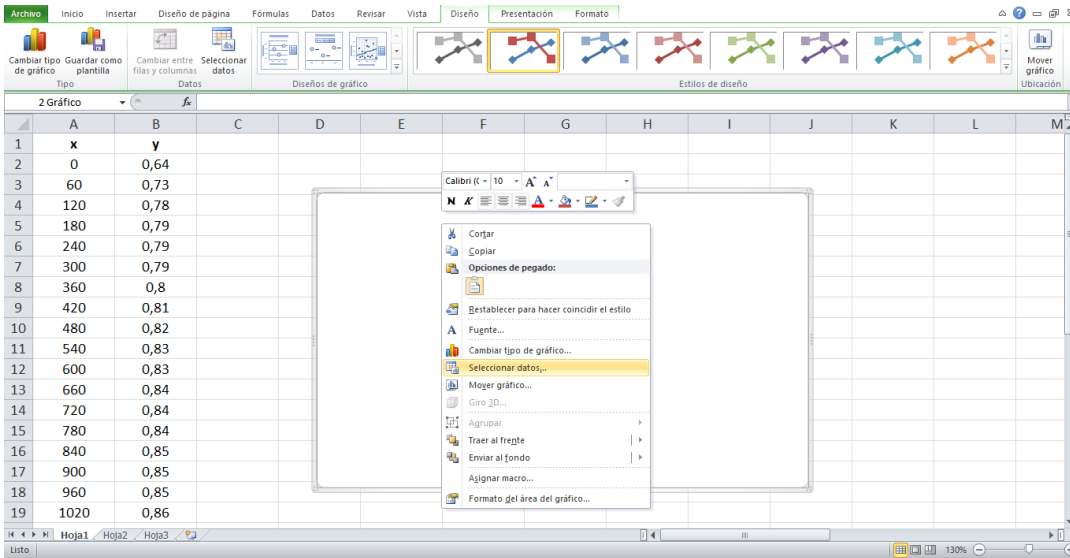 Archivo Inicio Insertar Diseño de página Fórmulas Datos Revisar Vista Diseño Presentación Formato
Cambiar tipo de gráfico
Guardar como plantilla
Cambiar entre filas y columnas
Seleccionar datos
Mover gráfico
Tipo Datos Diseños de gráfico Estilos de diseño Ubicación
2 Gráfico fx
A B C D E F G H I J K L M
1 x y
2 0 0,64
3 60 0,73
4 120 0,78
5 180 0,79
6 240 0,79
7 300 0,79
8 360 0,8
9 420 0,81
10 480 0,82
11 540 0,83
12 600 0,83
13 660 0,84
14 720 0,84
15 780 0,84
16 840 0,85
17 900 0,85
18 960 0,85
19 1020 0,86
Calibri (C 10 A A
N K A
Cortar
Copiar
Opciones de pegado:
Restablecer para hacer coincidir el estilo
A Fuente...
Cambiar tipo de gráfico...
Seleccionar datos...
Mover gráfico...
Giro 3D...
Agrupar
Traer al frente
Enviar al fondo
Asignar macro...
Formato del área del gráfico...
Hoja1 Hoja2 Hoja3
Listo 130%